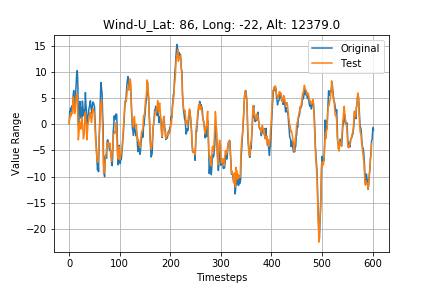 Wind-U_Lat: 86, Long: -22, Alt: 12379.0
Value Range
15
10
5
0
−5
−10
−15
−20
Original
Test
0 100 200 300 400 500 600
Timesteps